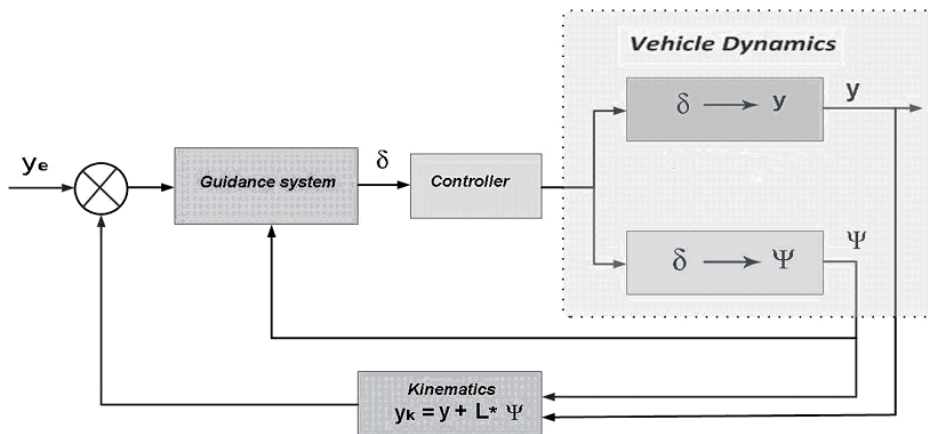 Vehicle Dynamics
δ → y
y
ye
Guidance system
δ
Controller
δ → Ψ
Ψ
Kinematics
yk = y + L* Ψ